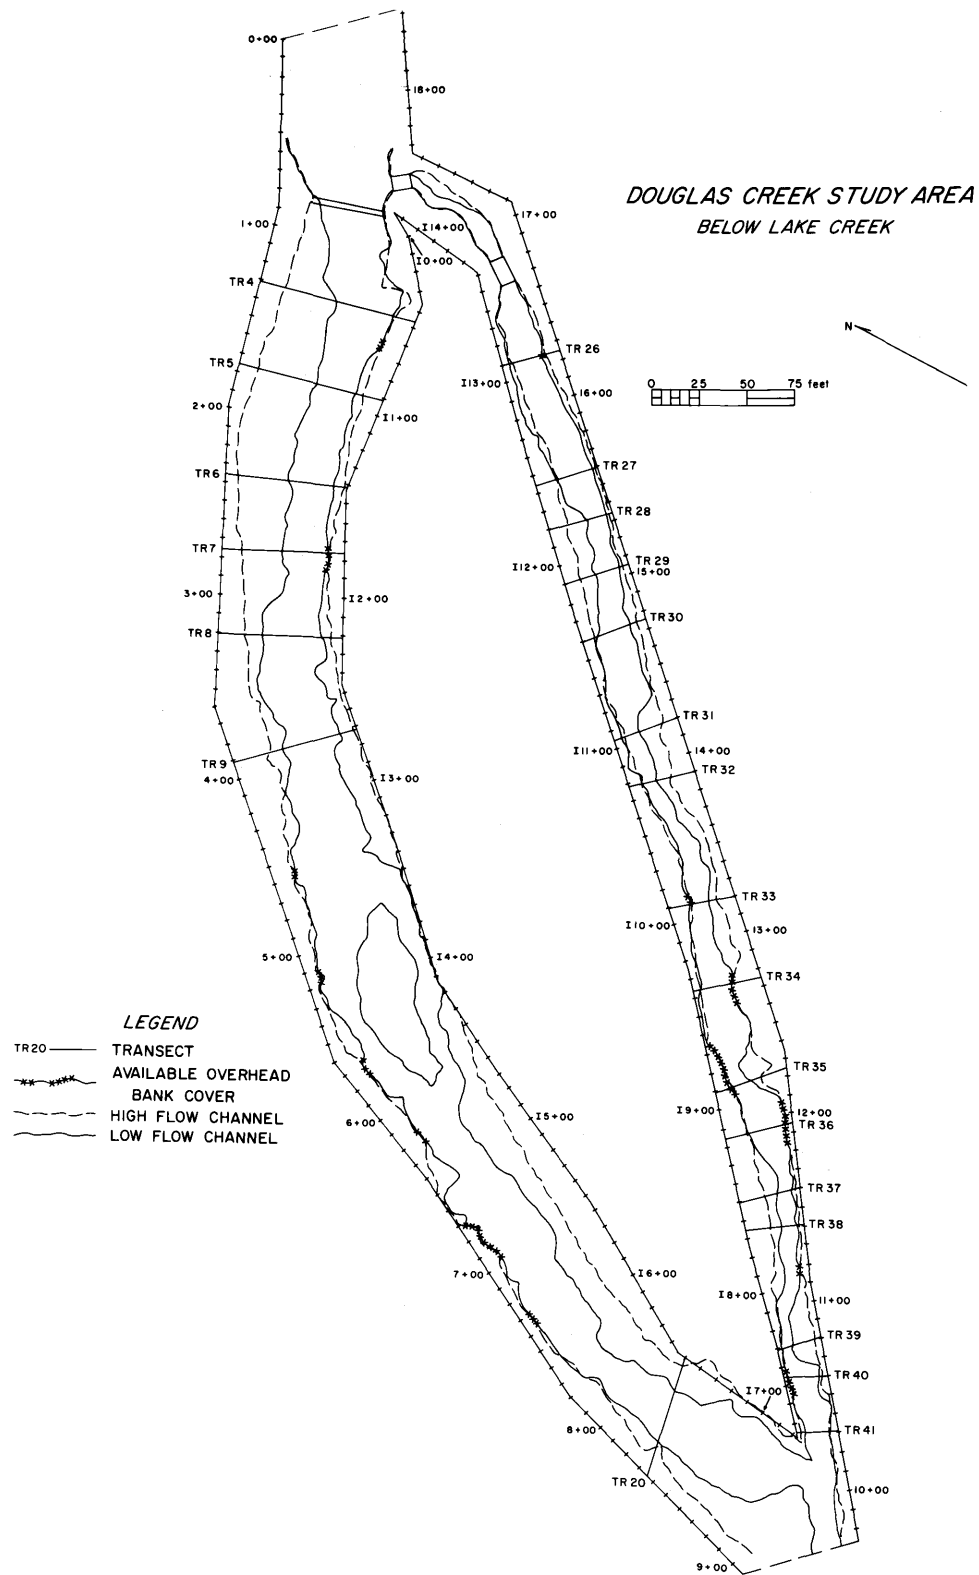 0+00
18+00
DOUGLAS CREEK STUDY AREA
BELOW LAKE CREEK
17+00
1+00
I14+00
I0+00
TR4
N
TR5
TR 26
0 25 50 75 feet
I13+00
16+00
2+00
I1+00
TR6
TR 27
TR 28
TR7
TR 29
I12+00
15+00
3+00
I2+00
TR8
TR 30
TR 31
I11+00
14+00
TR9
TR 32
4+00
I3+00
TR 33
I10+00
13+00
5+00
I4+00
TR 34
LEGEND
TR20 TRANSECT
AVAILABLE OVERHEAD
BANK COVER
HIGH FLOW CHANNEL
LOW FLOW CHANNEL
TR 35
6+00
I5+00
I9+00
12+00
TR 36
TR 37
TR 38
7+00
I6+00
I8+00
11+00
TR 39
TR 40
I7+00
8+00
TR41
TR20
10+00
9+00